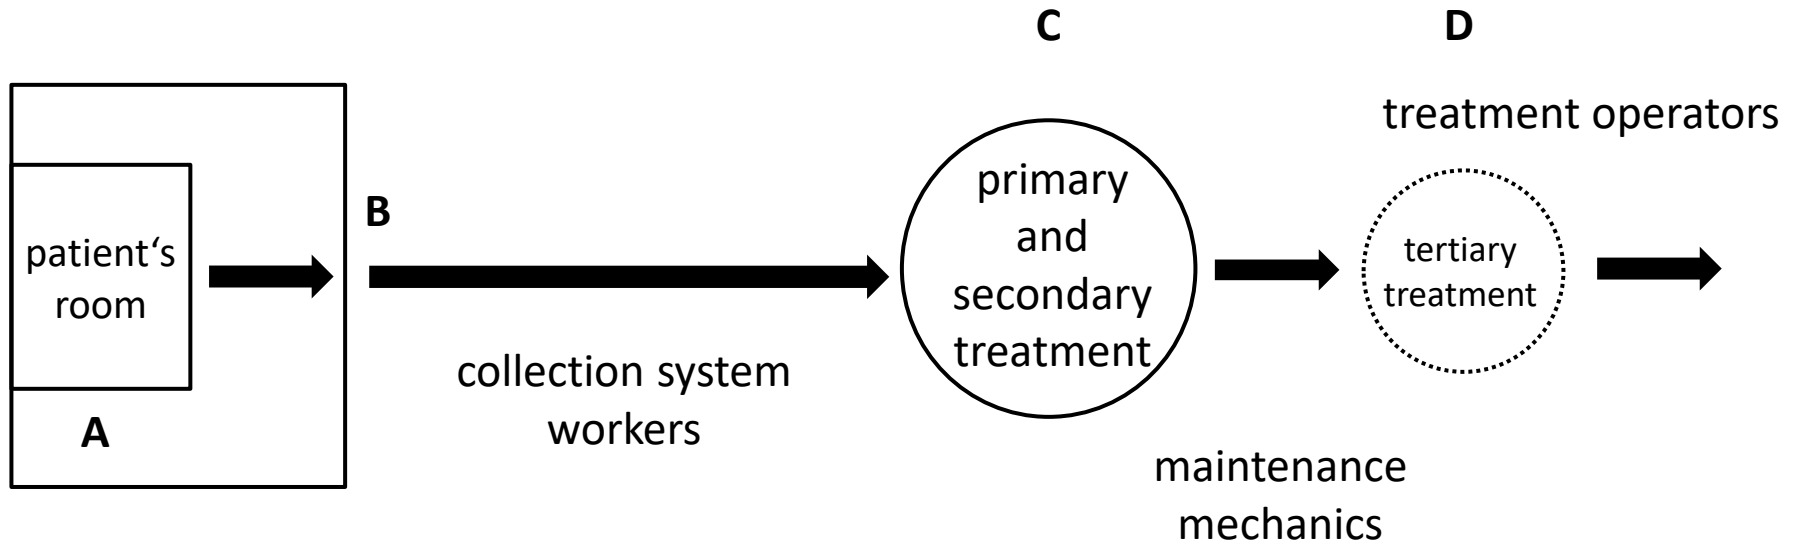 C
D
treatment operators
patient‘s
room
A
B
collection system
workers
primary
and
secondary
treatment
tertiary
treatment
maintenance
mechanics